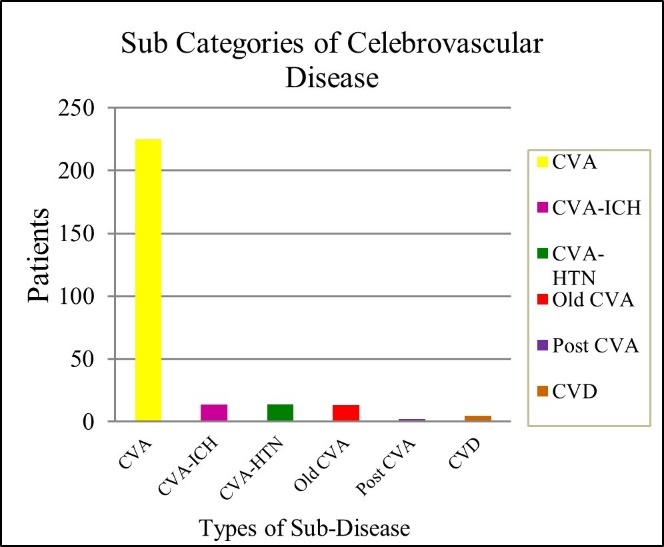 Sub Categories of Celebrovascular
Disease
250
200
150
100
50
0
Patients
CVA
CVA-ICH
CVA-HTN
Old CVA
Post CVA
CVD
Types of Sub-Disease
CVA
CVA-ICH
CVA-
HTN
Old CVA
Post CVA
CVD